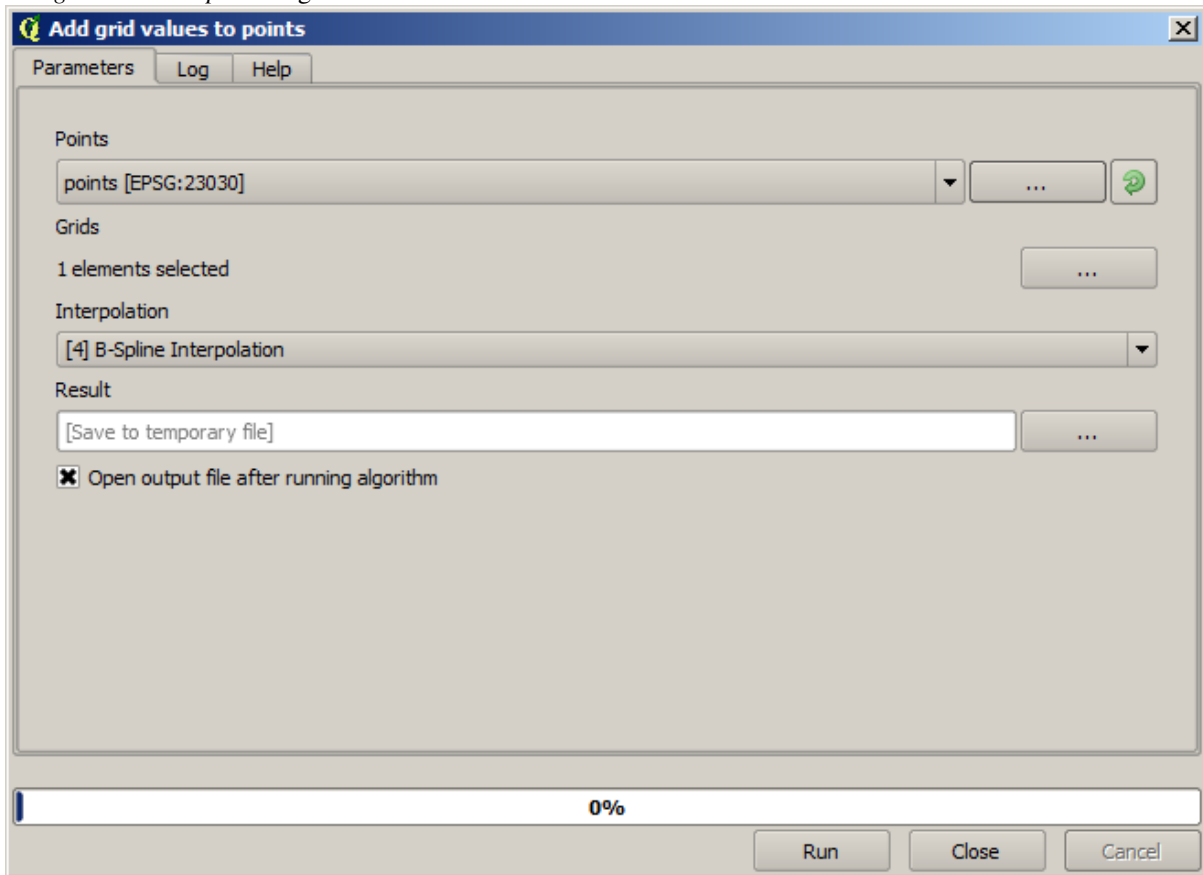 Add grid values to points
Parameters Log Help
Points
points [EPSG:23030] ...
Grids
1 elements selected ...
Interpolation
[4] B-Spline Interpolation
Result
[Save to temporary file] ...
Open output file after running algorithm
0%
Run Close Cancel